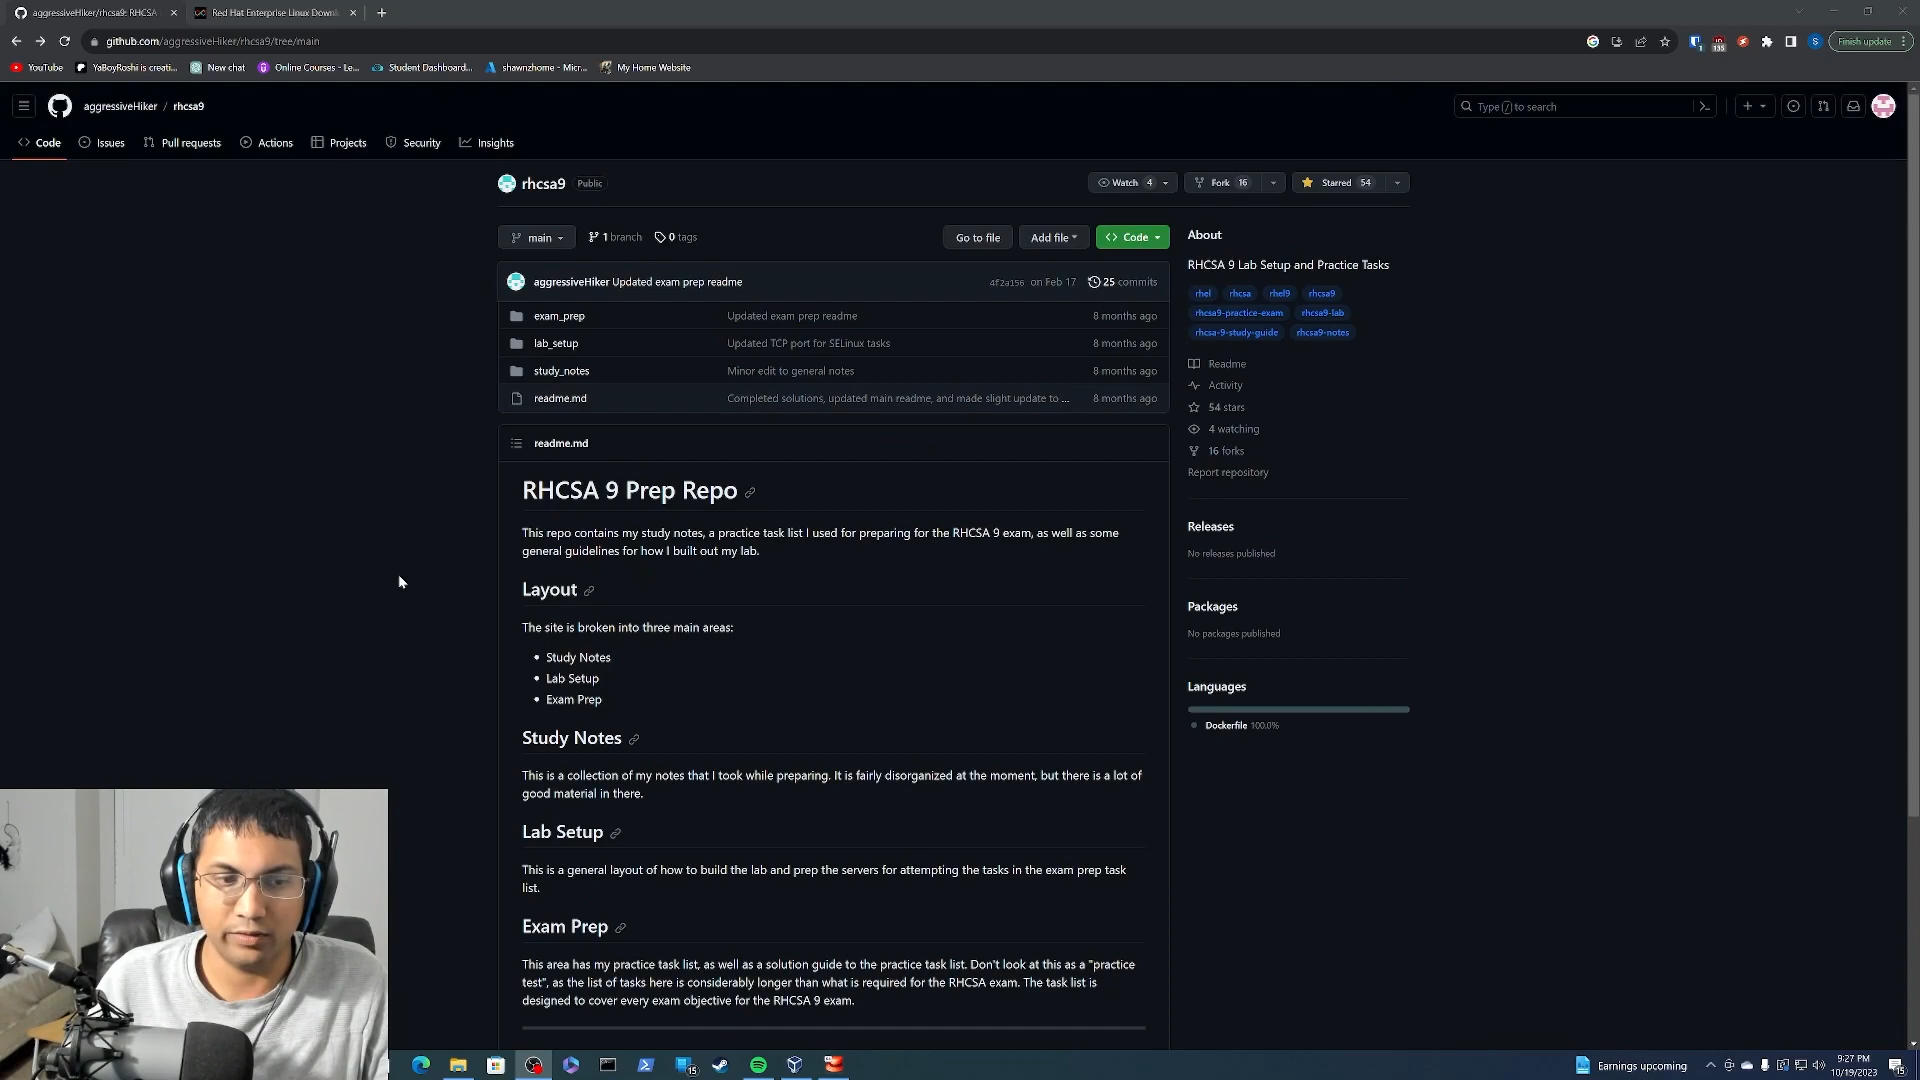 aggressiveHiker/rhcsa9: RHCSA
Red Hat Enterprise Linux Downl
github.com/aggressiveHiker/rhcsa9/tree/main
135
S
Finish update
YouTube
YaBoyRoshi is creati...
New chat
Online Courses - Le...
Student Dashboard...
shawnzhome - Micr...
My Home Website
aggressiveHiker / rhcsa9
Type / to search
Code
Issues
Pull requests
Actions
Projects
Security
Insights
rhcsa9 Public
Watch 4
Fork 16
Starred 54
main
1 branch
0 tags
Go to file
Add file
Code
aggressiveHiker Updated exam prep readme
4f2a156 on Feb 17
25 commits
exam_prep Updated exam prep readme 8 months ago
lab_setup Updated TCP port for SELinux tasks 8 months ago
study_notes Minor edit to general notes 8 months ago
readme.md Completed solutions, updated main readme, and made slight update to ... 8 months ago
readme.md
RHCSA 9 Prep Repo
This repo contains my study notes, a practice task list I used for preparing for the RHCSA 9 exam, as well as some
general guidelines for how I built out my lab.
Layout
The site is broken into three main areas:
• Study Notes
• Lab Setup
• Exam Prep
Study Notes
This is a collection of my notes that I took while preparing. It is fairly disorganized at the moment, but there is a lot of
good material in there.
Lab Setup
This is a general layout of how to build the lab and prep the servers for attempting the tasks in the exam prep task
list.
Exam Prep
This area has my practice task list, as well as a solution guide to the practice task list. Don't look at this as a "practice
test", as the list of tasks here is considerably longer than what is required for the RHCSA exam. The task list is
designed to cover every exam objective for the RHCSA 9 exam.
About
RHCSA 9 Lab Setup and Practice Tasks
rhel rhcsa rhel9 rhcsa9
rhcsa9-practice-exam rhcsa9-lab
rhcsa-9-study-guide rhcsa9-notes
Readme
Activity
54 stars
4 watching
16 forks
Report repository
Releases
No releases published
Packages
No packages published
Languages
Dockerfile 100.0%
15
Earnings upcoming
9:27 PM
10/19/2023
15